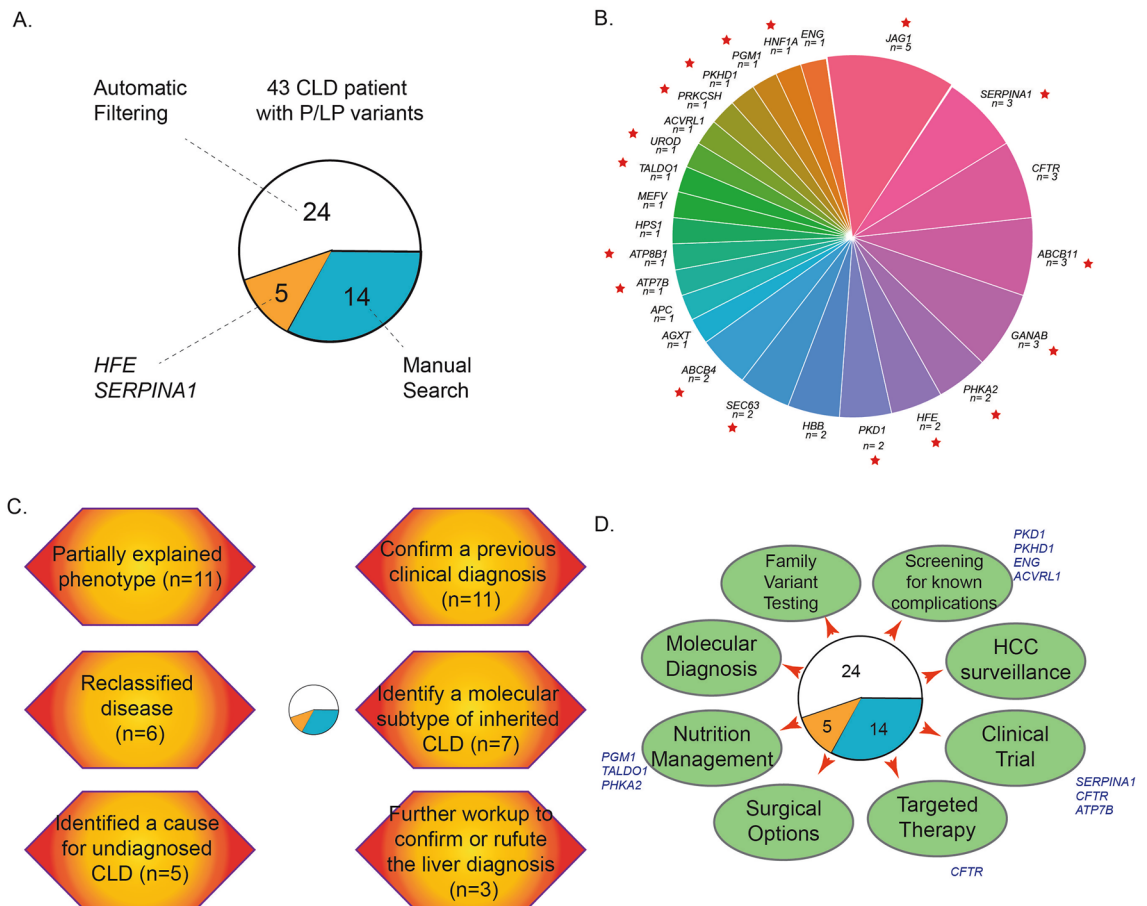 A.
Automatic
Filtering
43 CLD patient
with P/LP variants
24
5
14
HFE
SERPINA1
Manual
Search
B.
JAG1
n= 5
SERPINA1
n= 3
CFTR
n= 3
ABCB11
n= 3
GANAB
n= 3
PHKA2
n= 2
HFE
n= 2
PKD1
n= 2
HBB
n= 2
SEC63
n= 2
ABCB4
n= 2
AGXT
n= 1
APC
n= 1
ATP7B
n= 1
ATP8B1
n= 1
HPS1
n= 1
MEFV
n= 1
TALDO1
n= 1
UROD
n= 1
ACVRL1
n= 1
PRKCSH
n= 1
PKHD1
n= 1
PGM1
n= 1
HNF1A
n= 1
ENG
n= 1
C.
Partially explained
phenotype (n=11)
Confirm a previous
clinical diagnosis
(n=11)
Reclassified
disease
(n=6)
Identify a molecular
subtype of inherited
CLD (n=7)
Identified a cause
for undiagnosed
CLD (n=5)
Further workup to
confirm or rufute
the liver diagnosis
(n=3)
D.
Family
Variant
Testing
Screening
for known
complications
PKD1
PKHD1
ENG
ACVRL1
Molecular
Diagnosis
HCC
surveillance
24
5
14
Nutrition
Management
PGM1
TALDO1
PHKA2
Clinical
Trial
SERPINA1
CFTR
ATP7B
Surgical
Options
Targeted
Therapy
CFTR